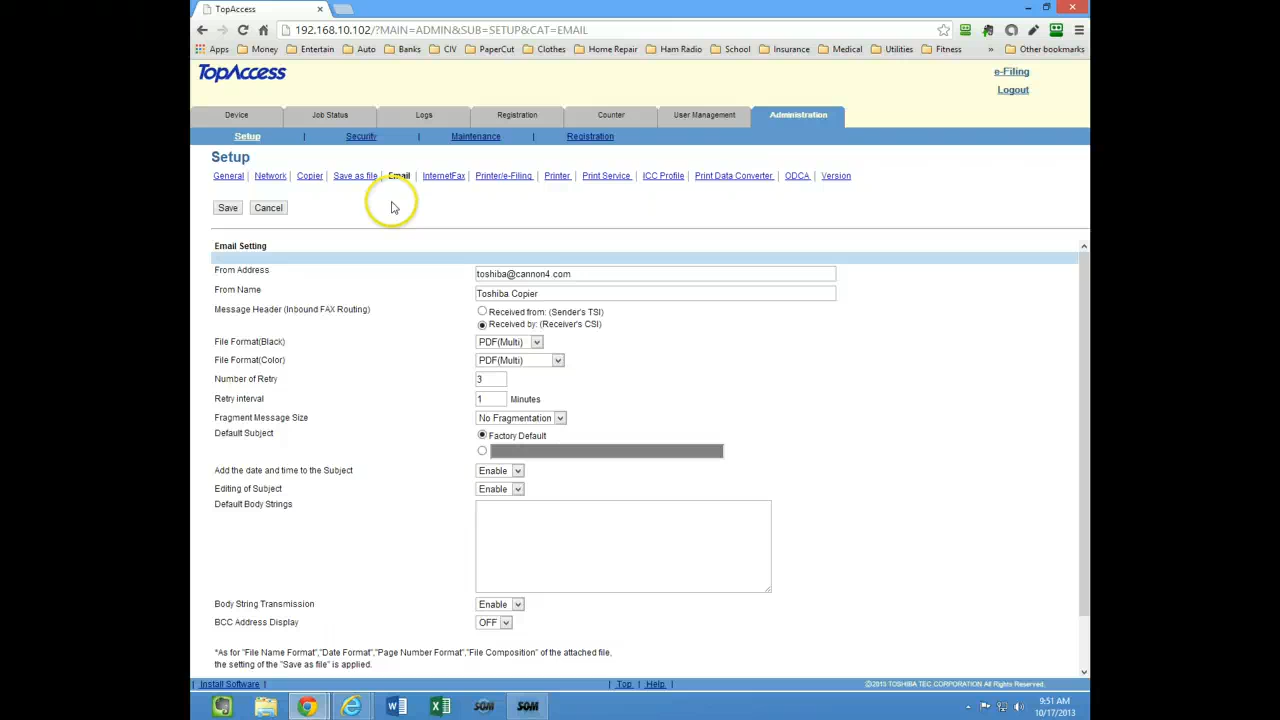 TopAccess
192.168.10.102/?MAIN=ADMIN&SUB=SETUP&CAT=EMAIL
Apps Money Entertain Auto Banks CIV PaperCut Clothes Home Repair Ham Radio School Insurance Medical Utilities Fitness » Other bookmarks
TopAccess
e-Filing
Logout
Device Job Status Logs Registration Counter User Management Administration
Setup | Security | Maintenance | Registration
Setup
General | Network | Copier | Save as file | Email | InternetFax | Printer/e-Filing | Printer | Print Service | ICC Profile | Print Data Converter | ODCA | Version
Save Cancel
Email Setting
From Address toshiba@cannon4.com
From Name Toshiba Copier
Message Header (Inbound FAX Routing) Received from: (Sender's TSI)
Received by: (Receiver's CSI)
File Format(Black) PDF(Multi)
File Format(Color) PDF(Multi)
Number of Retry 3
Retry interval 1 Minutes
Fragment Message Size No Fragmentation
Default Subject Factory Default
Add the date and time to the Subject Enable
Editing of Subject Enable
Default Body Strings
Body String Transmission Enable
BCC Address Display OFF
*As for "File Name Format","Date Format","Page Number Format","File Composition" of the attached file,
the setting of the "Save as file" is applied.
| Install Software | | Top | Help | ©2013 TOSHIBA TEC CORPORATION All Rights Reserved.
SOM SOM
9:51 AM
10/17/2013